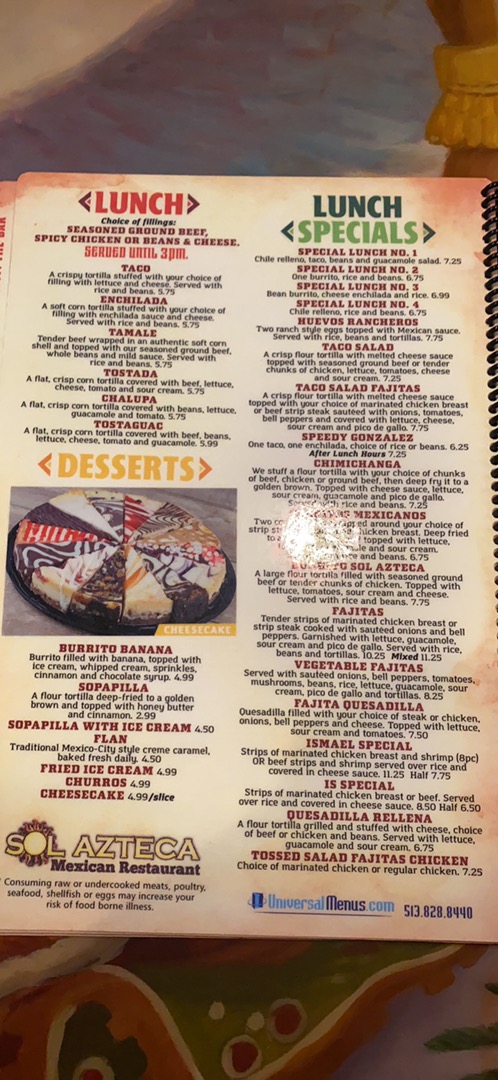 <LUNCH>
Choice of fillings:
SEASONED GROUND BEEF,
SPICY CHICKEN OR BEANS & CHEESE.
SERVED UNTIL 3PM.
TACO
A crispy tortilla stuffed with your choice of
filling with lettuce and cheese. Served with
rice and beans. 5.75
ENCHILADA
A soft corn tortilla stuffed with your choice of
filling with enchilada sauce and cheese.
Served with rice and beans. 5.75
TAMALE
Tender beef wrapped in an authentic soft corn
shell and topped with our seasoned ground beef,
whole beans and mild sauce. Served with
rice and beans. 5.75
TOSTADA
A flat, crisp corn tortilla covered with beef, lettuce,
cheese, tomato and sour cream. 5.75
CHALUPA
A flat, crisp corn tortilla covered with beans, lettuce,
guacamole and tomato. 5.75
TOSTAGUAC
A flat, crisp corn tortilla covered with beef, beans,
lettuce, cheese, tomato and guacamole. 5.99
<DESSERTS>
CHEESECAKE
BURRITO BANANA
Burrito filled with banana, topped with
ice cream, whipped cream, sprinkles,
cinnamon and chocolate syrup. 4.99
SOPAPILLA
A flour tortilla deep-fried to a golden
brown and topped with honey butter
and cinnamon. 2.99
SOPAPILLA WITH ICE CREAM 4.50
FLAN
Traditional Mexico-City style creme caramel,
baked fresh daily. 4.50
FRIED ICE CREAM 4.99
CHURROS 4.99
CHEESECAKE 4.99/slice
SOL AZTECA
Mexican Restaurant
* Consuming raw or undercooked meats, poultry,
seafood, shellfish or eggs may increase your
risk of food borne illness.
LUNCH
<SPECIALS>
SPECIAL LUNCH NO. 1
Chile relleno, taco, beans and guacamole salad. 7.25
SPECIAL LUNCH NO. 2
One burrito, rice and beans. 6.75
SPECIAL LUNCH NO. 3
Bean burrito, cheese enchilada and rice. 6.99
SPECIAL LUNCH NO. 4
Chile relleno, rice and beans. 6.75
HUEVOS RANCHEROS
Two ranch style eggs topped with Mexican sauce.
Served with rice, beans and tortillas. 7.75
TACO SALAD
A crisp flour tortilla with melted cheese sauce
topped with seasoned ground beef or tender
chunks of chicken, lettuce, tomatoes, cheese
and sour cream. 7.25
TACO SALAD FAJITAS
A crisp flour tortilla with melted cheese sauce
topped with your choice of marinated chicken breast
or beef strip steak sautéed with onions, tomatoes,
bell peppers and covered with lettuce, cheese,
sour cream and pico de gallo. 7.75
SPEEDY GONZALEZ
One taco, one enchilada, choice of rice or beans. 6.25
After Lunch Hours 7.25
CHIMICHANGA
We stuff a flour tortilla with your choice of chunks
of beef, chicken or ground beef, then deep fry it to a
golden brown. Topped with cheese sauce, lettuce,
sour cream, guacamole and pico de gallo.
Served with rice and beans. 7.25
MEXICANOS
Two around your choice of
strip chicken breast. Deep fried
to topped with lettuce,
and sour cream.
rice and beans. 6.75
SOL AZTECA
A large flour tortilla filled with seasoned ground
beef or tender chunks of chicken. Topped with
lettuce, tomatoes, sour cream and cheese.
Served with rice and beans. 7.75
FAJITAS
Tender strips of marinated chicken breast or
strip steak cooked with sautéed onions and bell
peppers. Garnished with lettuce, guacamole,
sour cream and pico de gallo. Served with rice,
beans and tortillas. 10.25 Mixed 11.25
VEGETABLE FAJITAS
Served with sautéed onions, bell peppers, tomatoes,
mushrooms, beans, rice, lettuce, guacamole, sour
cream, pico de gallo and tortillas. 8.25
FAJITA QUESADILLA
Quesadilla filled with your choice of steak or chicken,
onions, bell peppers and cheese. Topped with lettuce,
sour cream and tomatoes. 7.50
ISMAEL SPECIAL
Strips of marinated chicken breast and shrimp (8pc)
OR beef strips and shrimp served over rice and
covered in cheese sauce. 11.25 Half 7.75
IS SPECIAL
Strips of marinated chicken breast or beef. Served
over rice and covered in cheese sauce. 8.50 Half 6.50
QUESADILLA RELLENA
A flour tortilla grilled and stuffed with cheese, choice
of beef or chicken and beans. Served with lettuce,
guacamole and sour cream. 6.75
TOSSED SALAD FAJITAS CHICKEN
Choice of marinated chicken or regular chicken. 7.25
UniversalMenus.com 513.828.8440